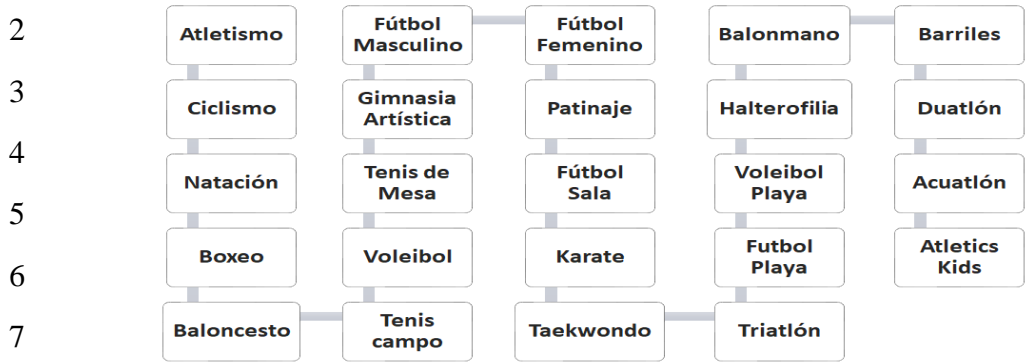 2
Atletismo
Fútbol
Masculino
Fútbol
Femenino
Balonmano
Barriles
3
Ciclismo
Gimnasia
Artística
Patinaje
Halterofilia
Duatlón
4
Natación
Tenis de
Mesa
Fútbol
Sala
Voleibol
Playa
Acuatlón
5
Boxeo
Voleibol
Karate
Futbol
Playa
Atletics
Kids
6
Baloncesto
Tenis
campo
Taekwondo
Triatlón
7